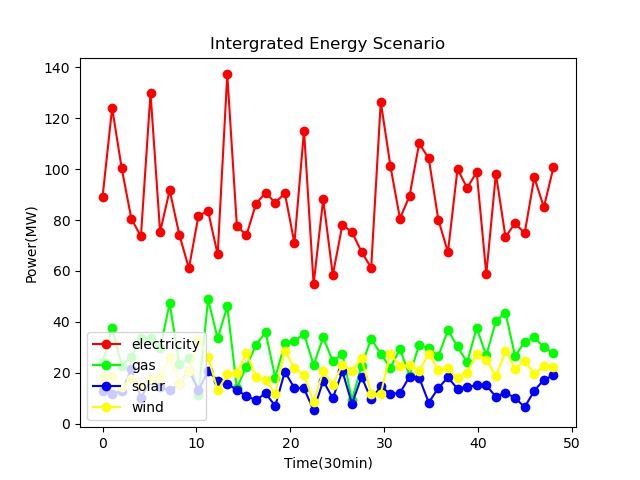 Intergrated Energy Scenario
Power(MW)
140
120
100
80
60
40
20
0
electricity
gas
solar
wind
0 10 20 30 40 50
Time(30min)